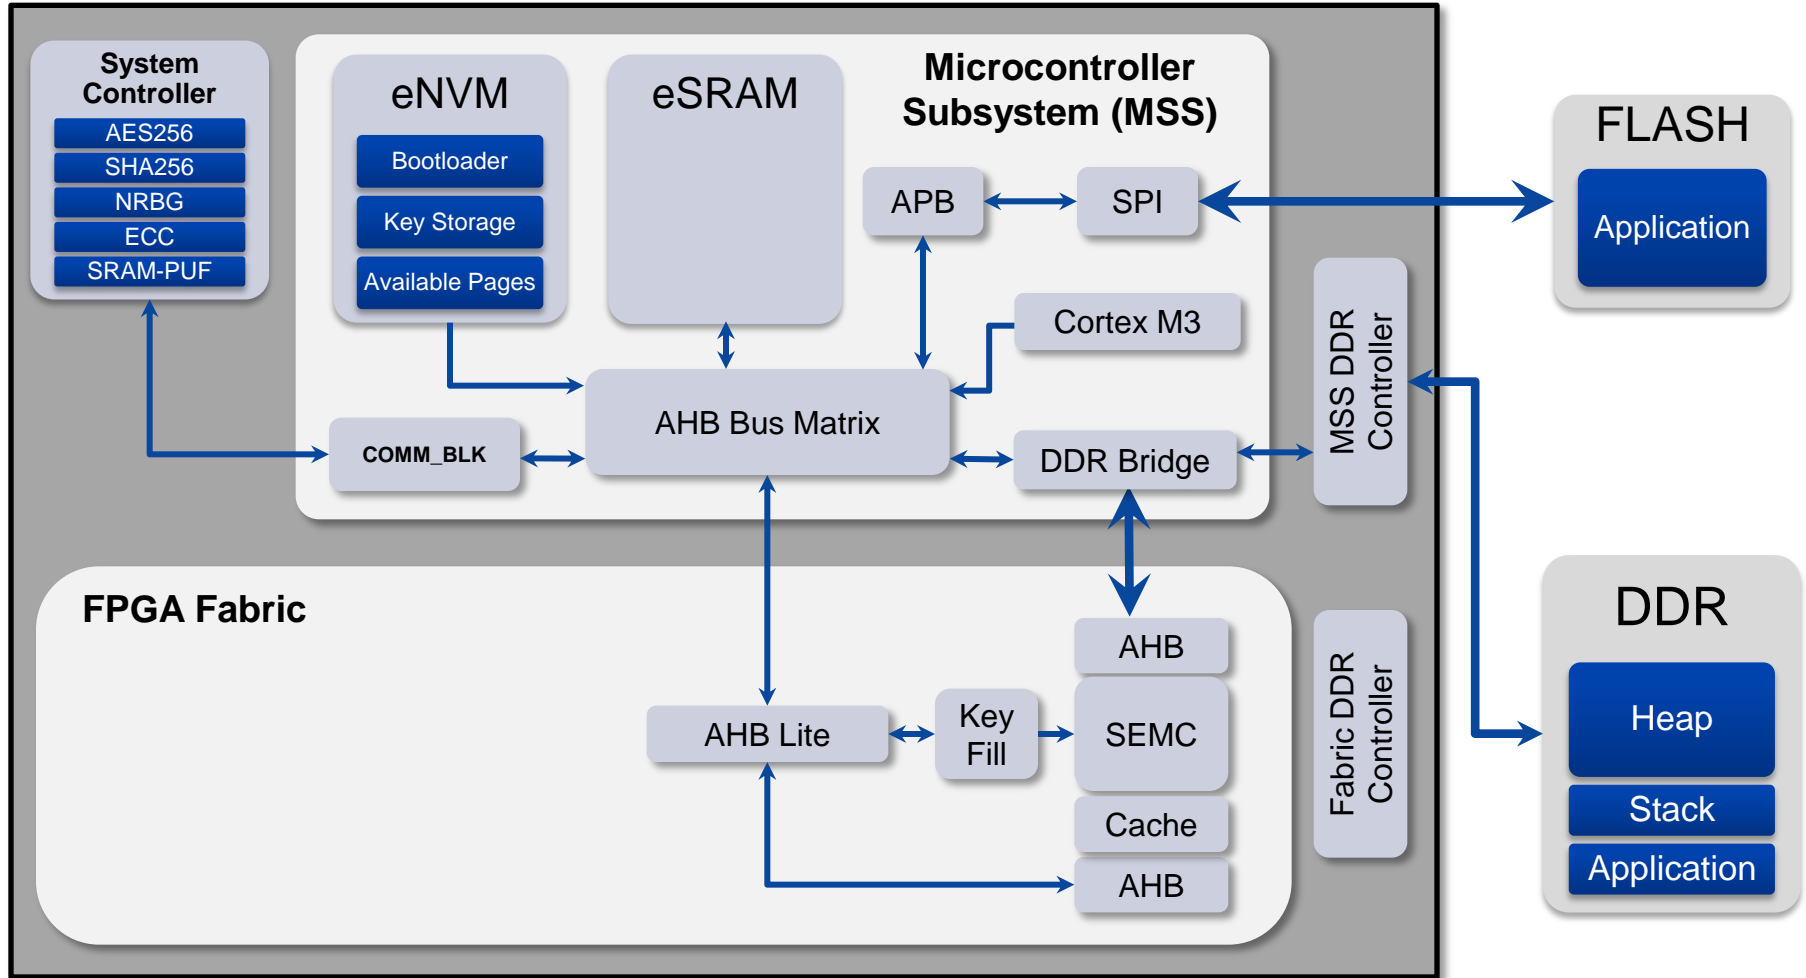 System
Controller
AES256
SHA256
NRBG
ECC
SRAM-PUF
eNVM
Bootloader
Key Storage
Available Pages
eSRAM
Microcontroller
Subsystem (MSS)
APB
SPI
Cortex M3
AHB Bus Matrix
COMM_BLK
DDR Bridge
MSS DDR
Controller
FLASH
Application
FPGA Fabric
AHB
AHB Lite
Key
Fill
SEMC
Cache
AHB
Fabric DDR
Controller
DDR
Heap
Stack
Application